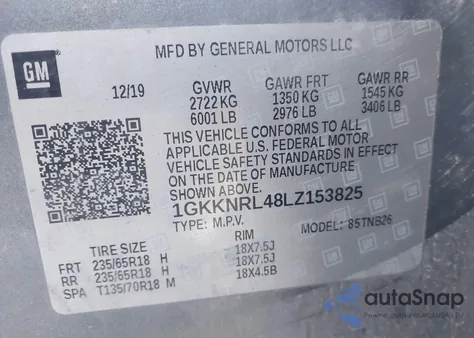 GM
MFD BY GENERAL MOTORS LLC
12/19 GVWR GAWR FRT GAWR RR
2722 KG 1350 KG 1545 KG
6001 LB 2976 LB 3406 LB
THIS VEHICLE CONFORMS TO ALL
APPLICABLE U.S. FEDERAL MOTOR
VEHICLE SAFETY STANDARDS IN EFFECT
ON THE DATE OF MANUFACTURE
1GKKNRL48LZ153825
TYPE: M.P.V. MODEL: 85TNB26
TIRE SIZE RIM
FRT 235/65R18 H 18X7.5J
RR 235/65R18 H 18X7.5J
SPA T135/70R18 M 18X4.5B
autoSnap